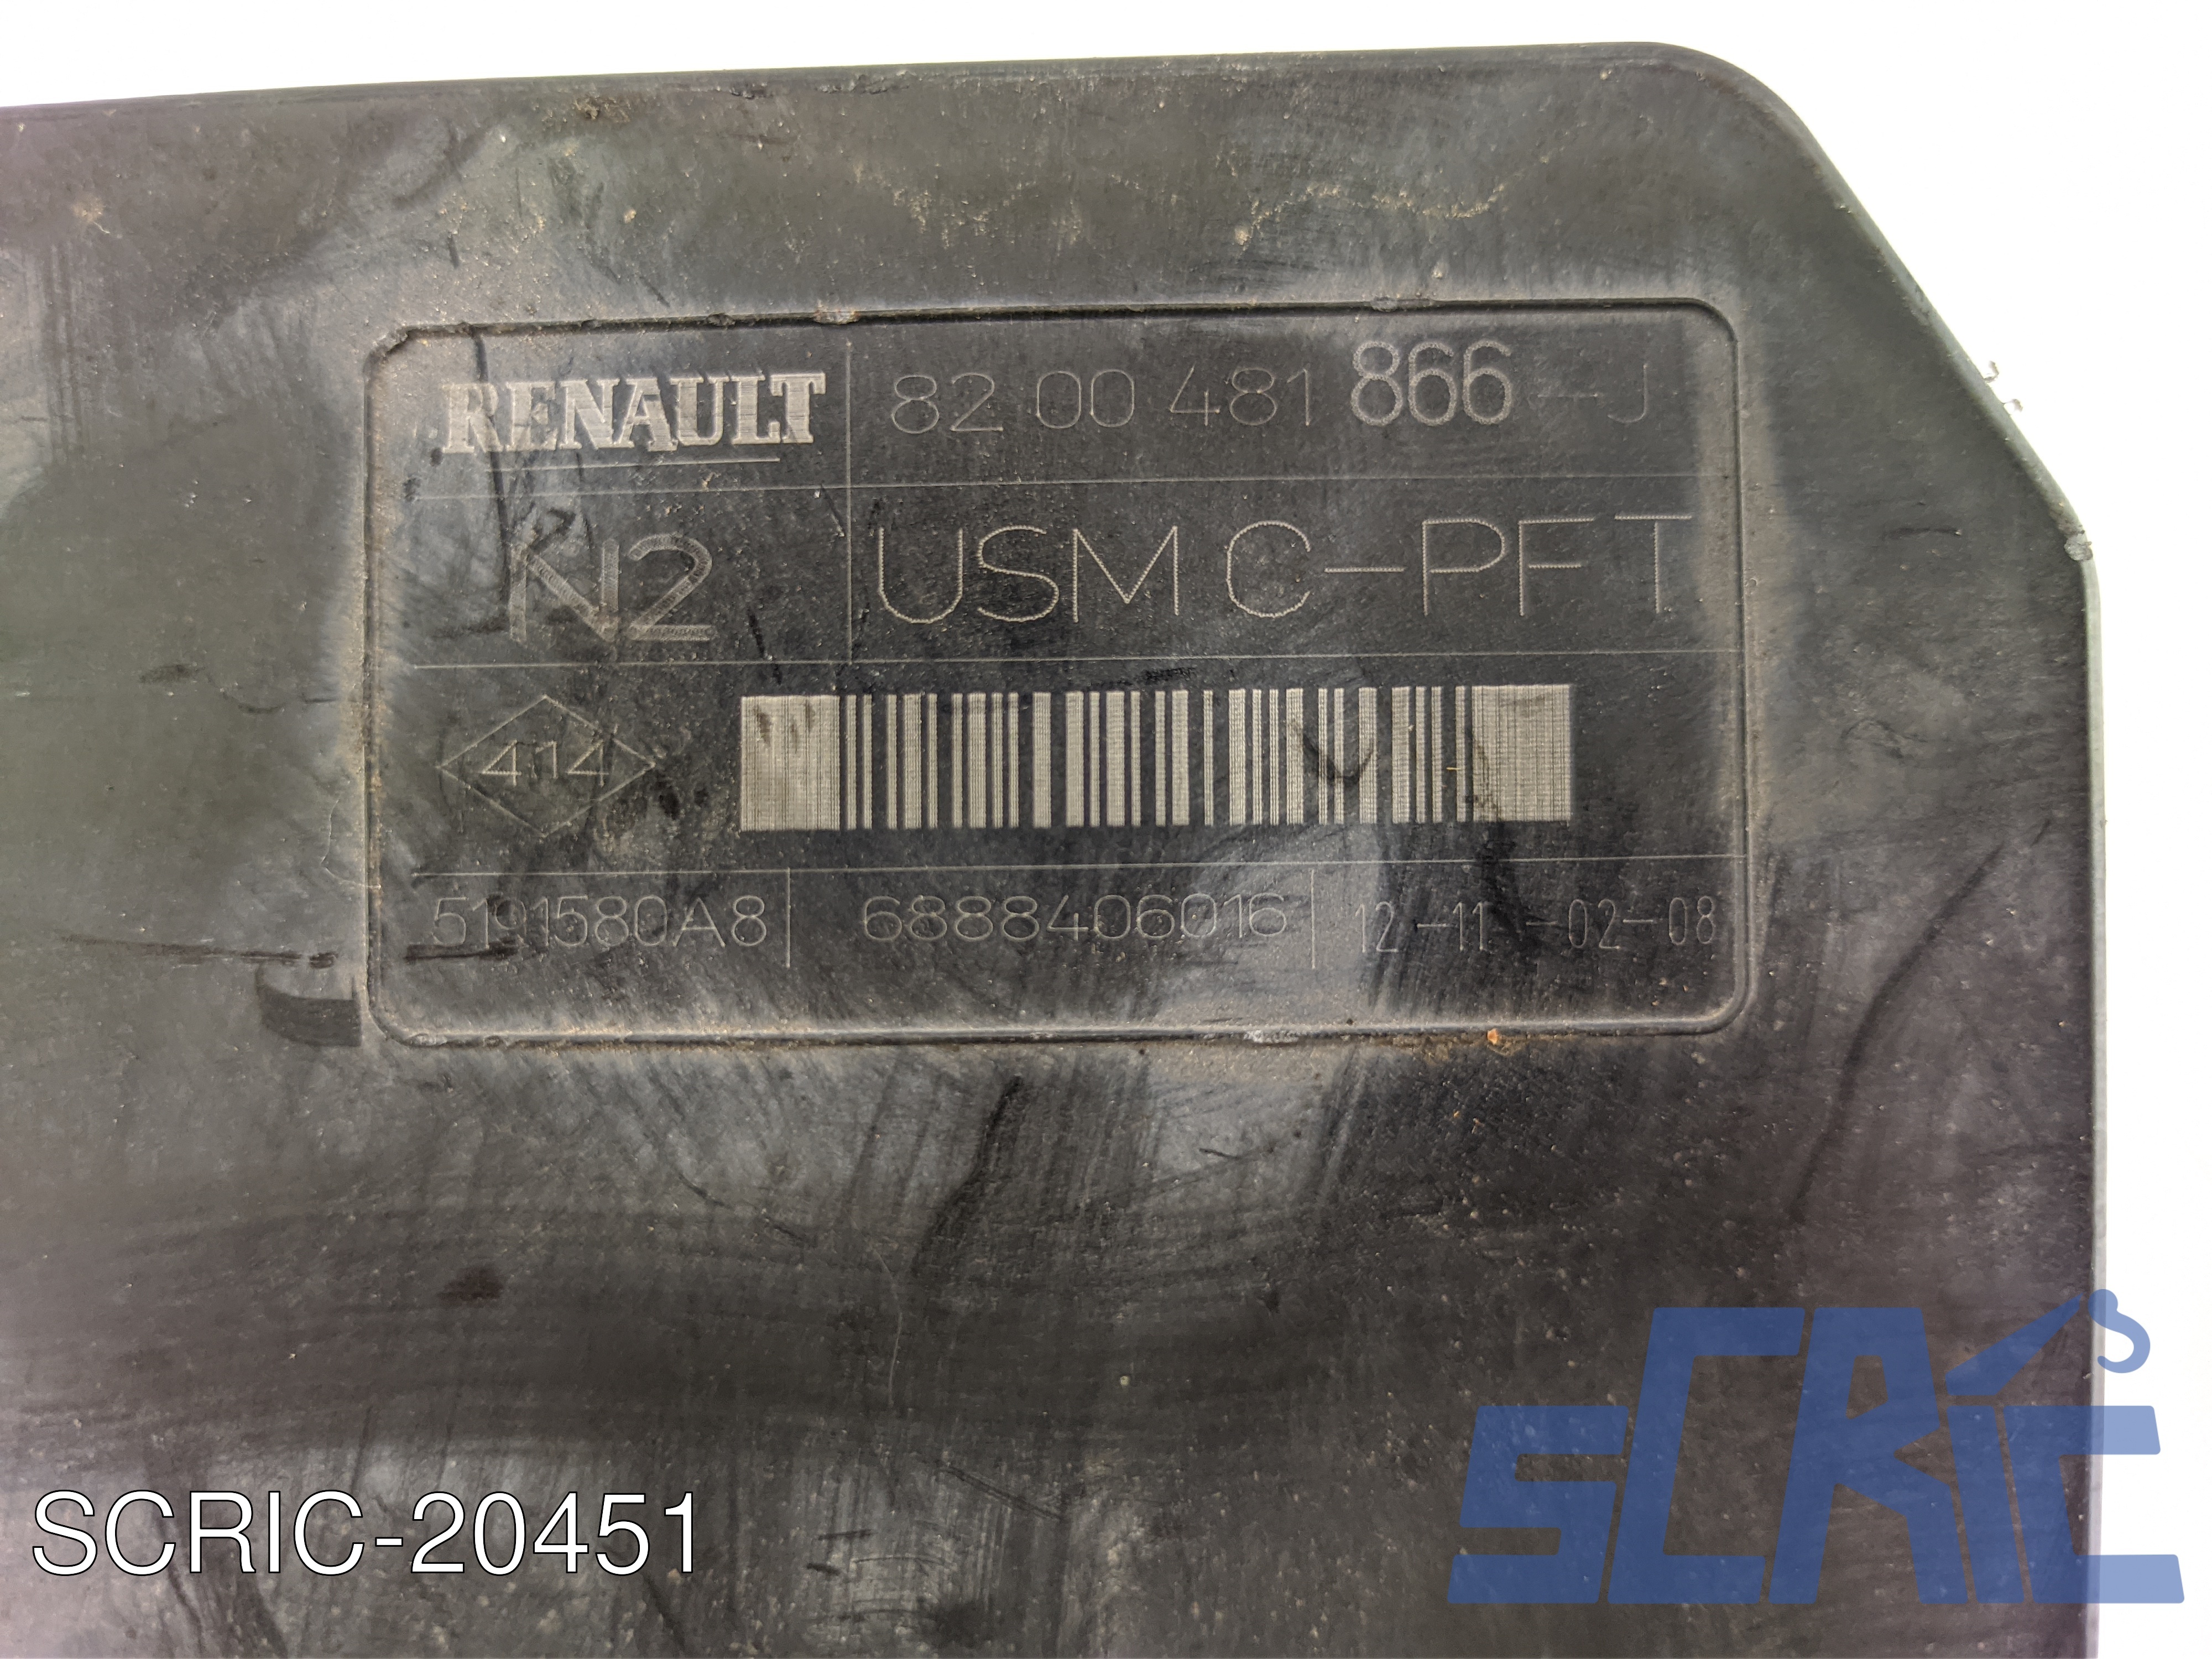 RENAULT 82 00 481 866 -J
N2 USM C-PFT
414
5191580A8 6888406016 12-11 -02-08
SCRIC
SCRIC-20451